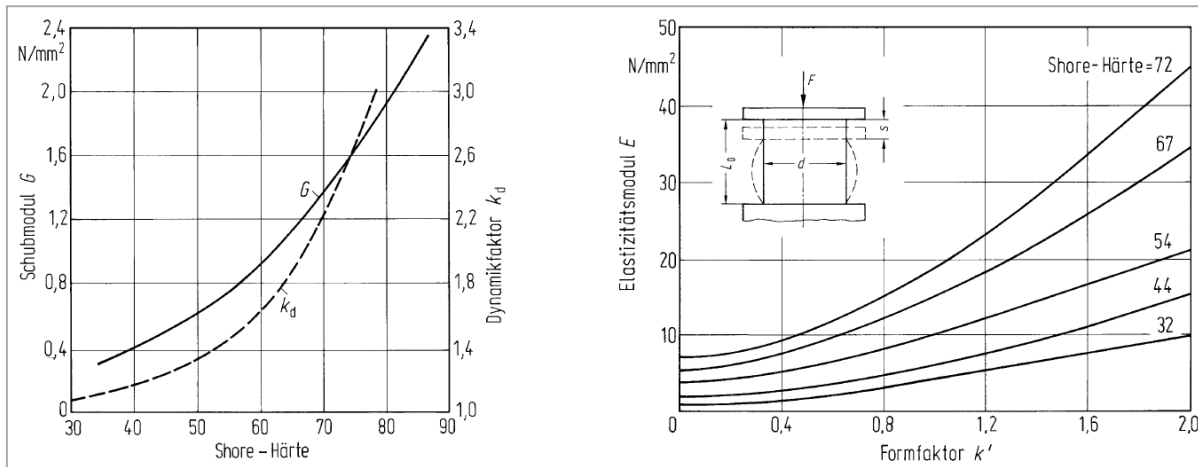 2,4
N/mm²
2,0
1,6
1,2
0,8
0,4
0
Schubmodul G
30 40 50 60 70 80 90
Shore-Härte
G
k_d
3,4
3,0
2,6
2,2
1,8
1,4
1,0
Dynamikfaktor k_d
50
N/mm²
40
30
20
10
0
Elastizitätsmodul E
F
s
L₀
d
Shore-Härte=72
67
54
44
32
0 0,4 0,8 1,2 1,6 2,0
Formfaktor k'